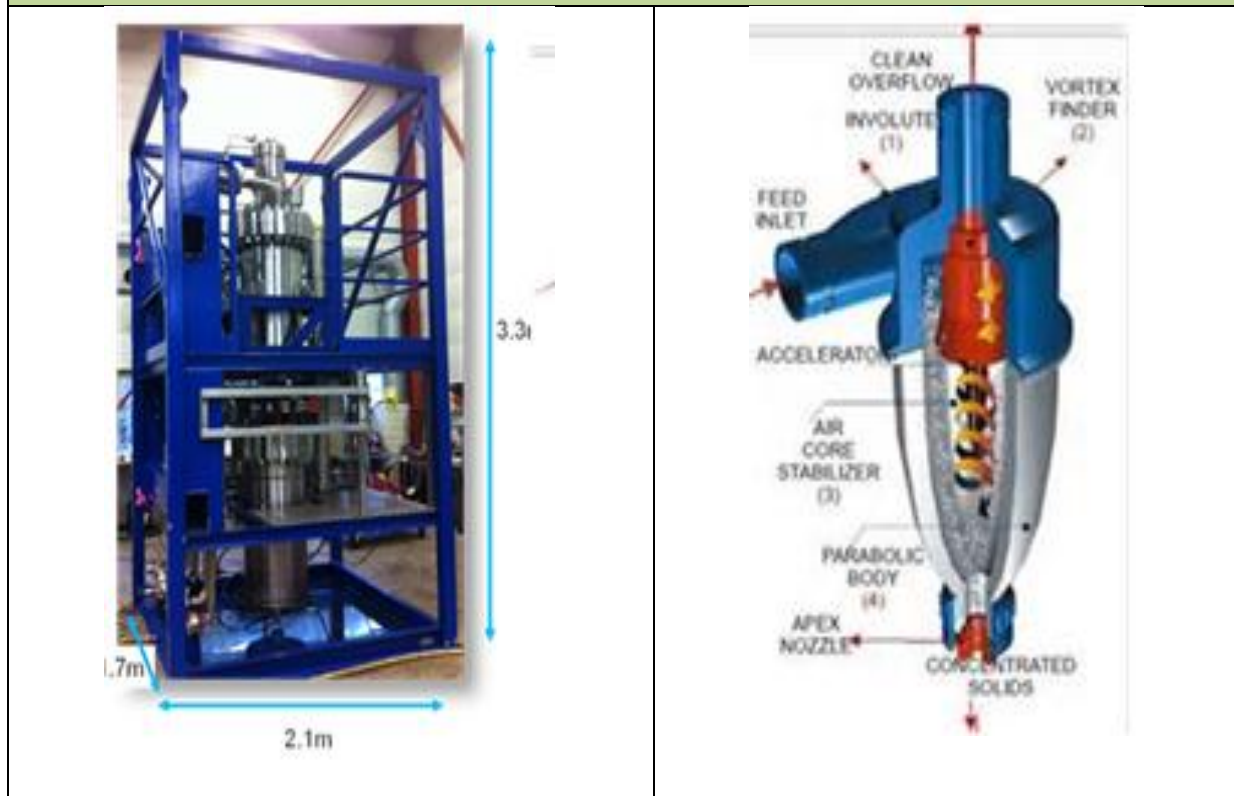 3.3
.7m
2.1m
CLEAN
OVERFLOW
INVOLUTE
(1)
VORTEX
FINDER
(2)
FEED
INLET
ACCELERATOR
AIR
CORE
STABILIZER
(3)
PARABOLIC
BODY
(4)
APEX
NOZZLE
CONCENTRATED
SOLIDS